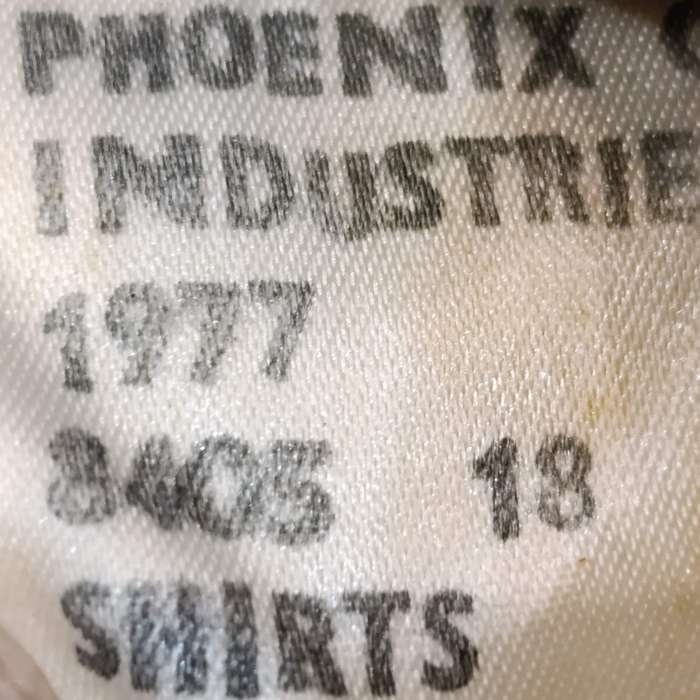 PHOENIX
INDUSTRIE
1977
8405 18
SHIRTS